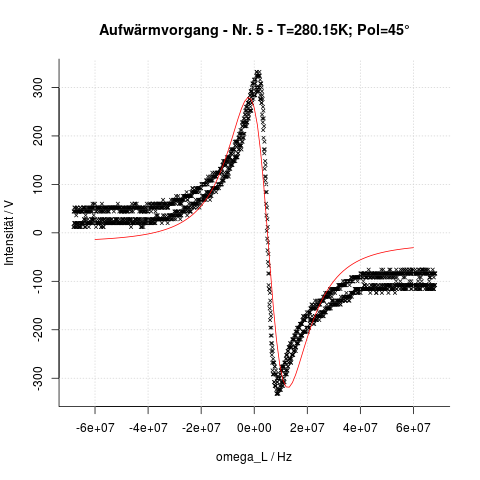 Aufwärmvorgang - Nr. 5 - T=280.15K; Pol=45°
Intensität / V
300
200
100
0
-100
-200
-300
-6e+07 -4e+07 -2e+07 0e+00 2e+07 4e+07 6e+07
omega_L / Hz